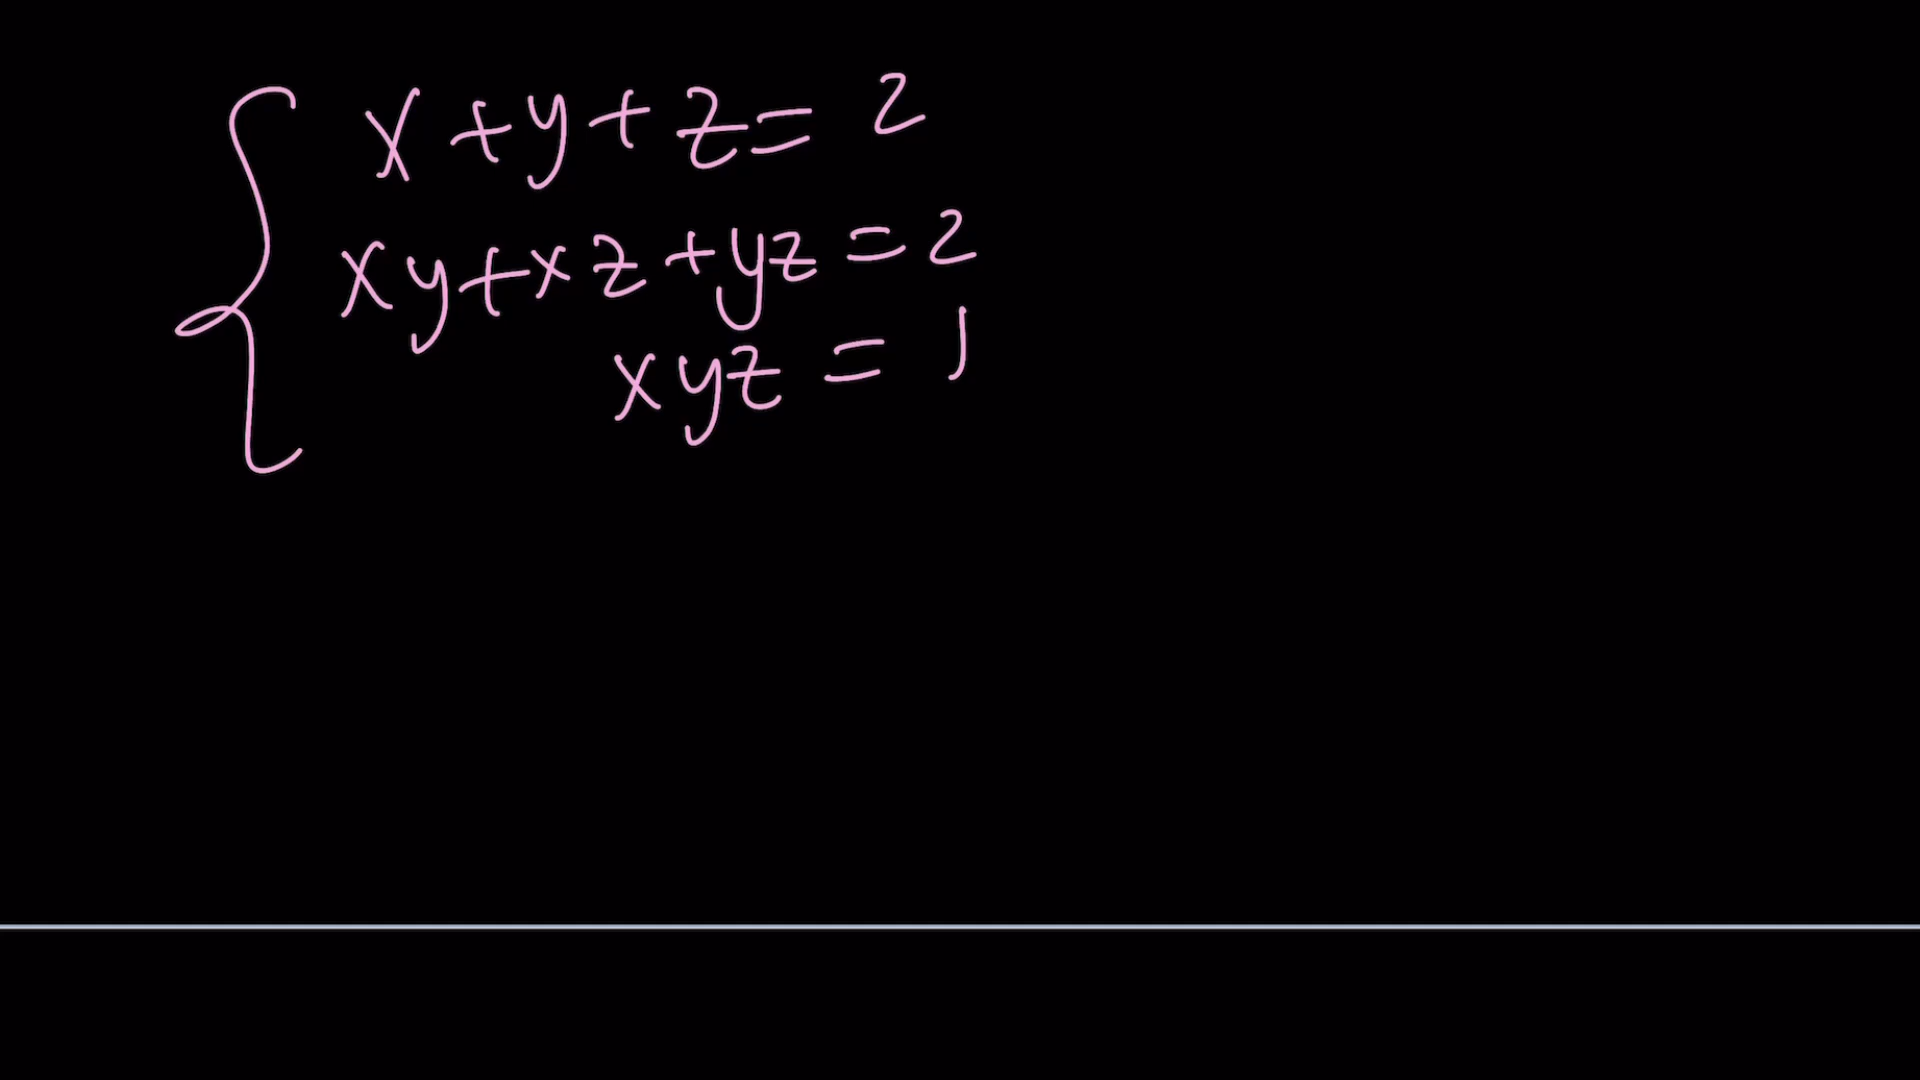 x + y + z = 2
xy + xz + yz = 2
xyz = 1